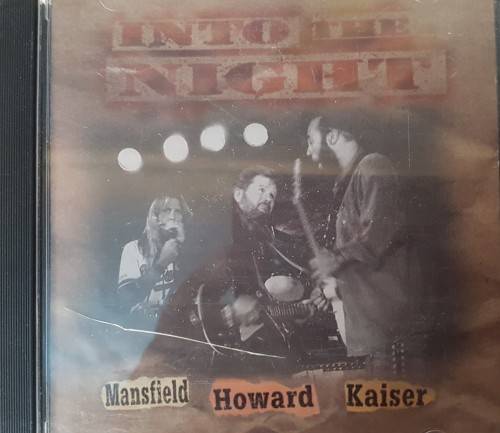 INTO THE
NIGHT
Mansfield Howard Kaiser